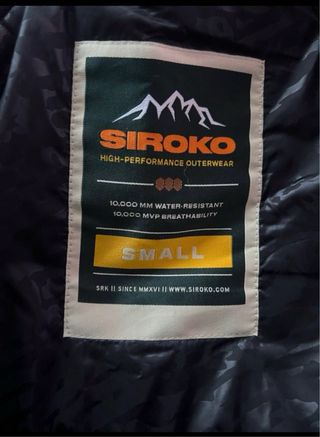 SIROKO
HIGH-PERFORMANCE OUTERWEAR
10,000 MM WATER-RESISTANT
10,000 MVP BREATHABILITY
SMALL
SRK || SINCE MMXVI || WWW.SIROKO.COM